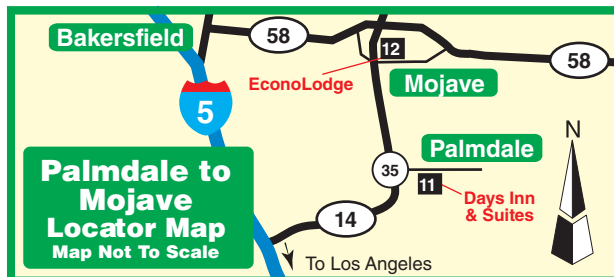 Bakersfield
58
12
EconoLodge
Mojave
58
5
N
Palmdale
35
11
Days Inn
& Suites
Palmdale to
Mojave
Locator Map
Map Not To Scale
14
To Los Angeles